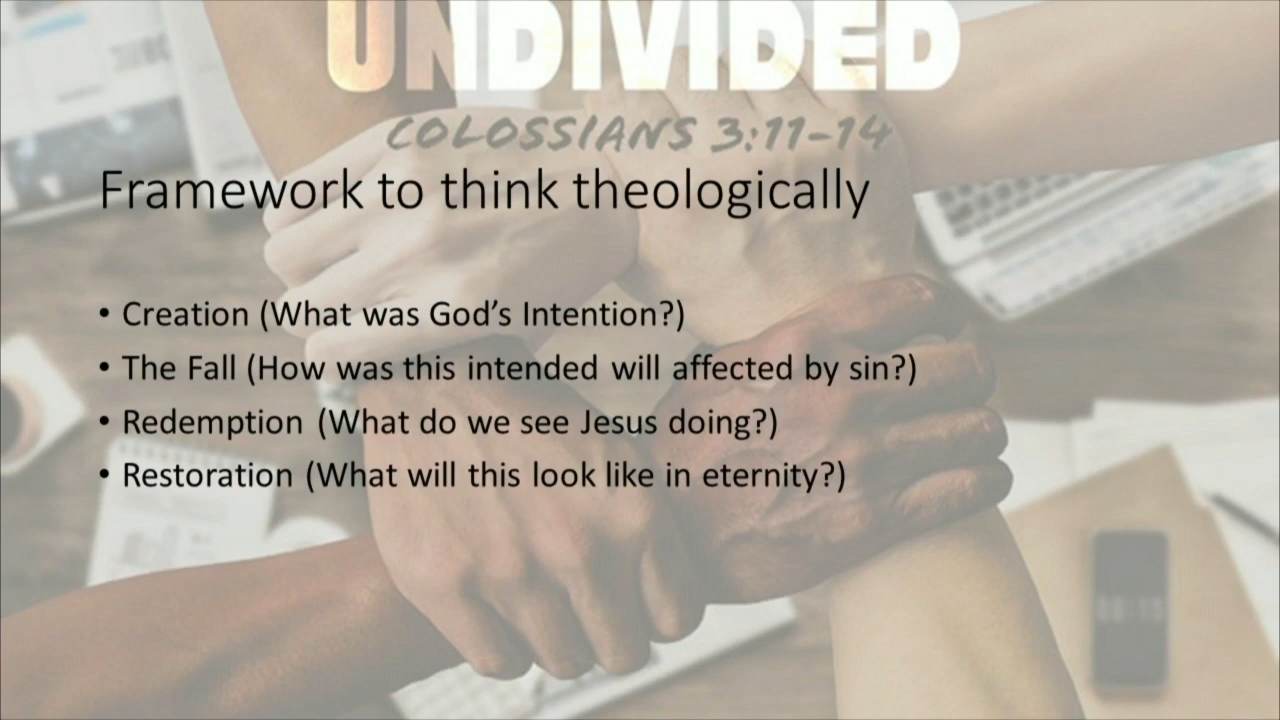 UNDIVIDED
COLOSSIANS 3:11-14
Framework to think theologically
• Creation (What was God’s Intention?)
• The Fall (How was this intended will affected by sin?)
• Redemption (What do we see Jesus doing?)
• Restoration (What will this look like in eternity?)